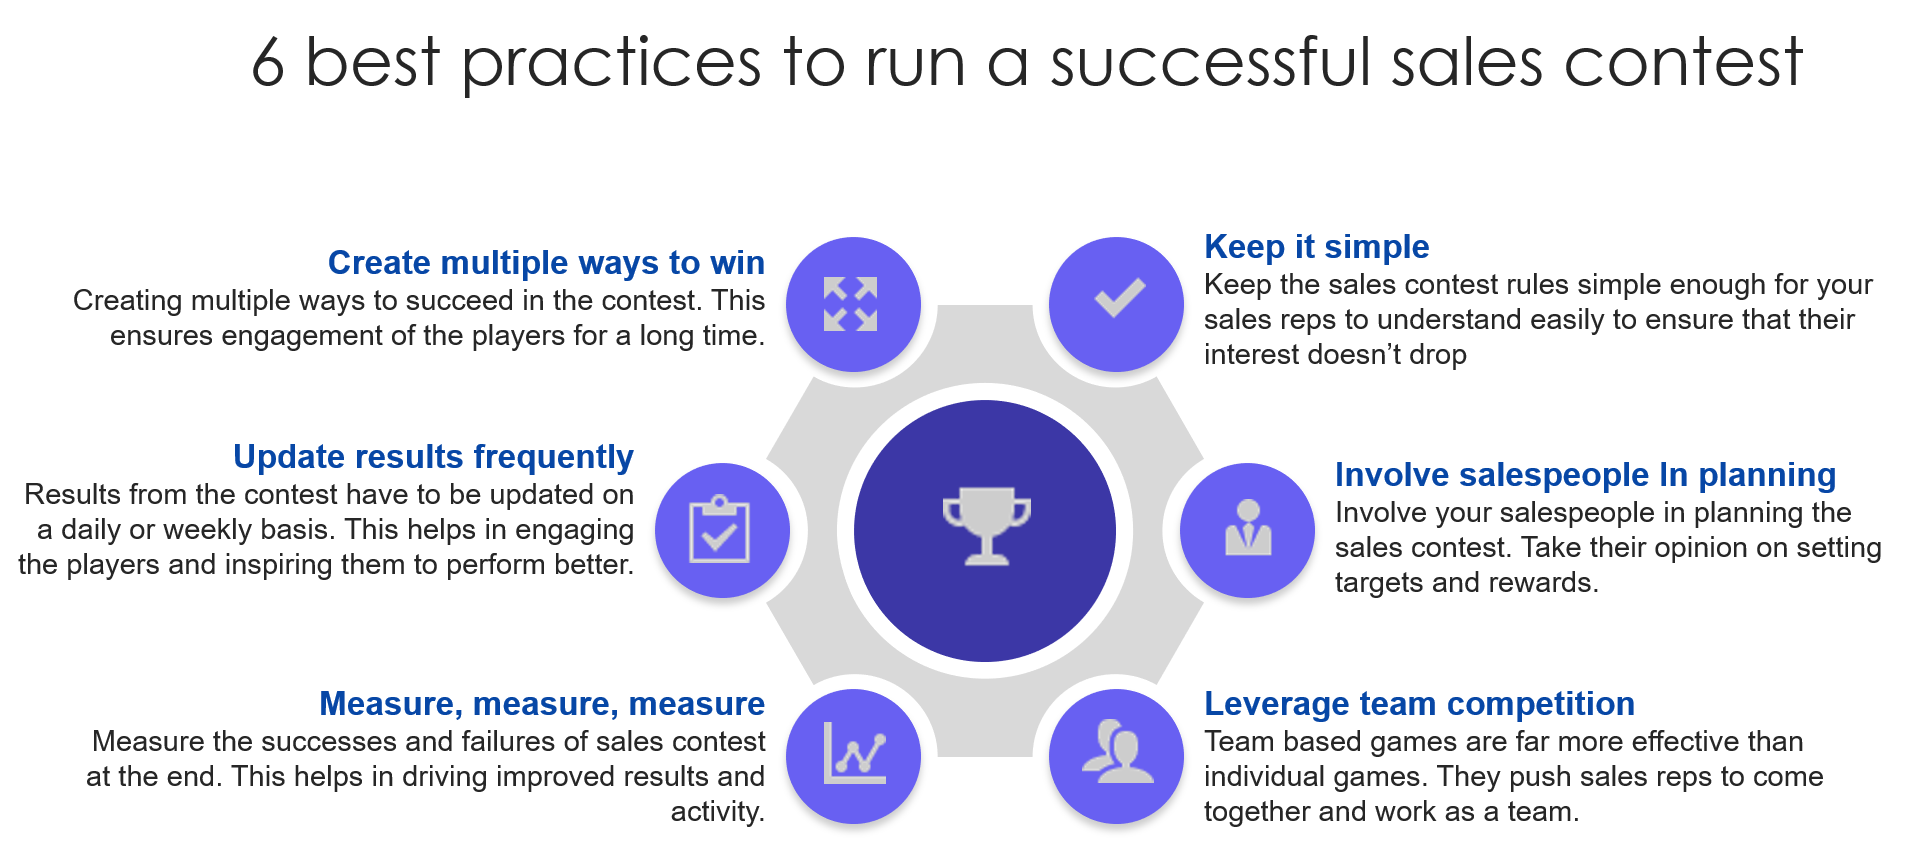 6 best practices to run a successful sales contest
Create multiple ways to win
Creating multiple ways to succeed in the contest. This
ensures engagement of the players for a long time.
Keep it simple
Keep the sales contest rules simple enough for your
sales reps to understand easily to ensure that their
interest doesn’t drop
Update results frequently
Results from the contest have to be updated on
a daily or weekly basis. This helps in engaging
the players and inspiring them to perform better.
Involve salespeople In planning
Involve your salespeople in planning the
sales contest. Take their opinion on setting
targets and rewards.
Measure, measure, measure
Measure the successes and failures of sales contest
at the end. This helps in driving improved results and
activity.
Leverage team competition
Team based games are far more effective than
individual games. They push sales reps to come
together and work as a team.